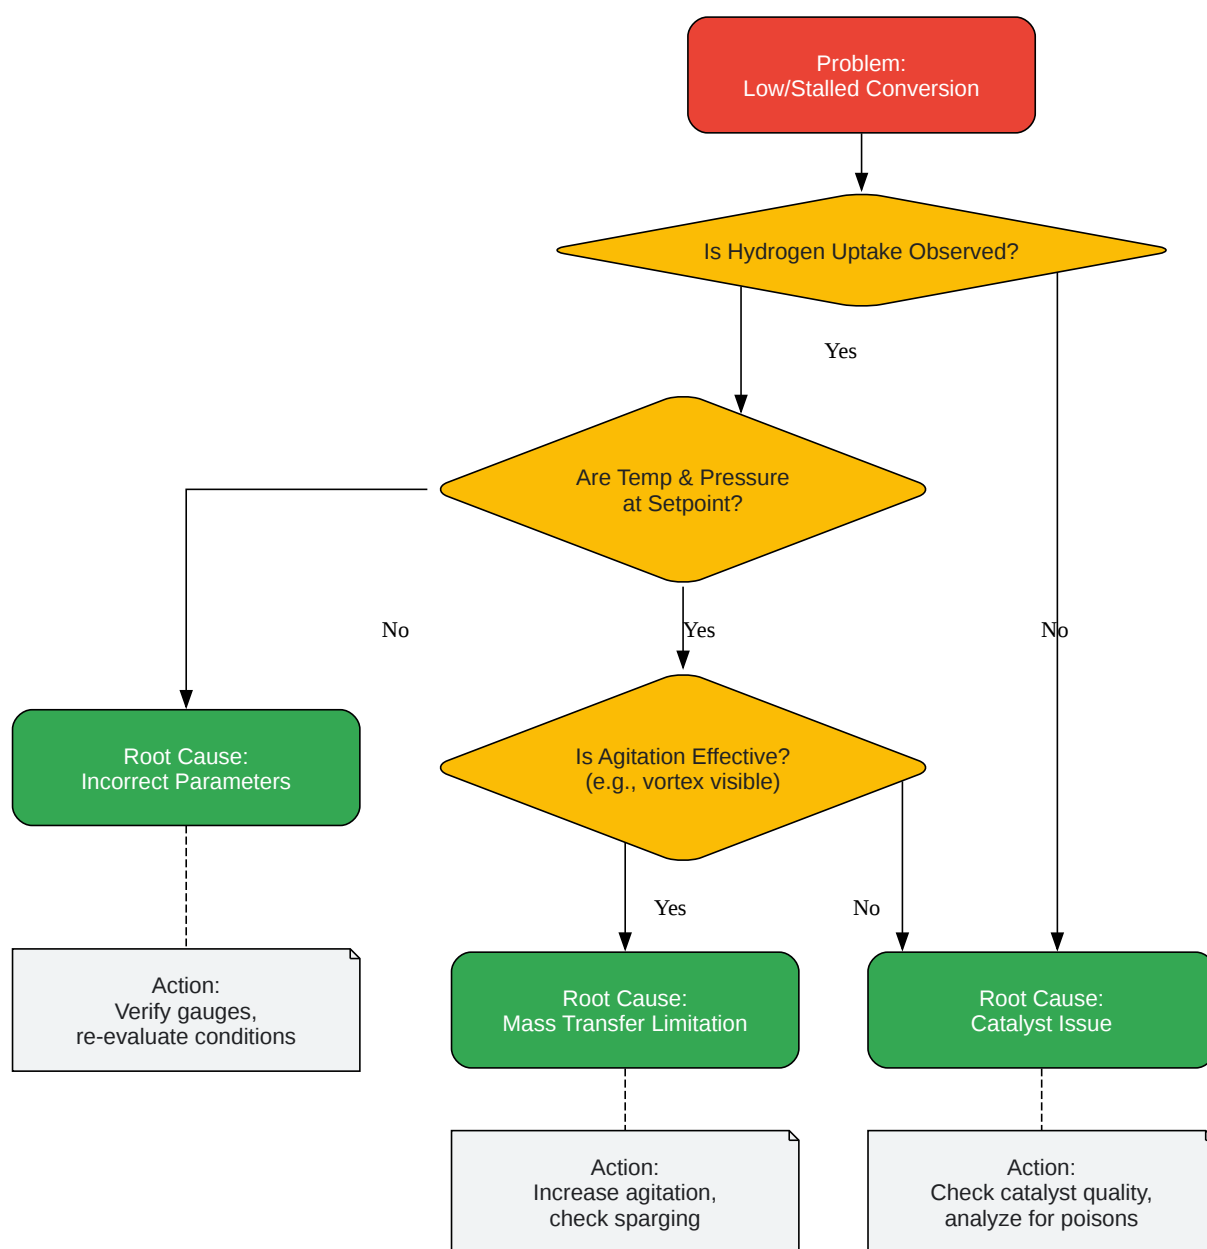 Problem:
Low/Stalled Conversion
Is Hydrogen Uptake Observed?
Yes
Are Temp & Pressure
at Setpoint?
No
Yes
No
Root Cause:
Incorrect Parameters
Is Agitation Effective?
(e.g., vortex visible)
Yes
No
Action:
Verify gauges,
re-evaluate conditions
Root Cause:
Mass Transfer Limitation
Root Cause:
Catalyst Issue
Action:
Increase agitation,
check sparging
Action:
Check catalyst quality,
analyze for poisons